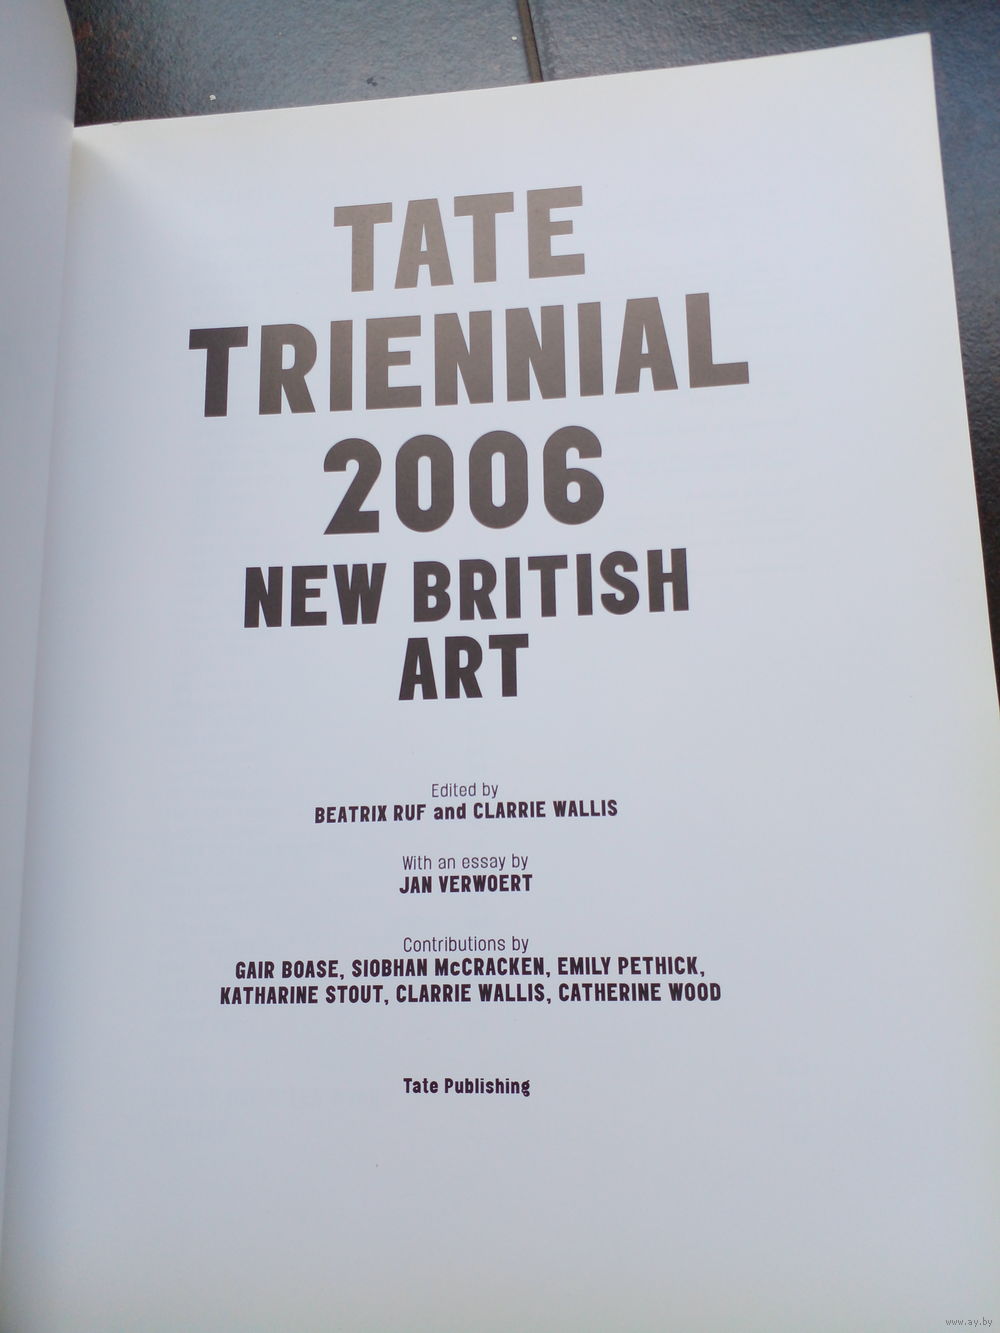 TATE
TRIENNIAL
2006
NEW BRITISH
ART
Edited by
BEATRIX RUF and CLARRIE WALLIS
With an essay by
JAN VERWOERT
Contributions by
GAIR BOASE, SIOBHAN McCRACKEN, EMILY PETHICK,
KATHARINE STOUT, CLARRIE WALLIS, CATHERINE WOOD
Tate Publishing
www.ay.by